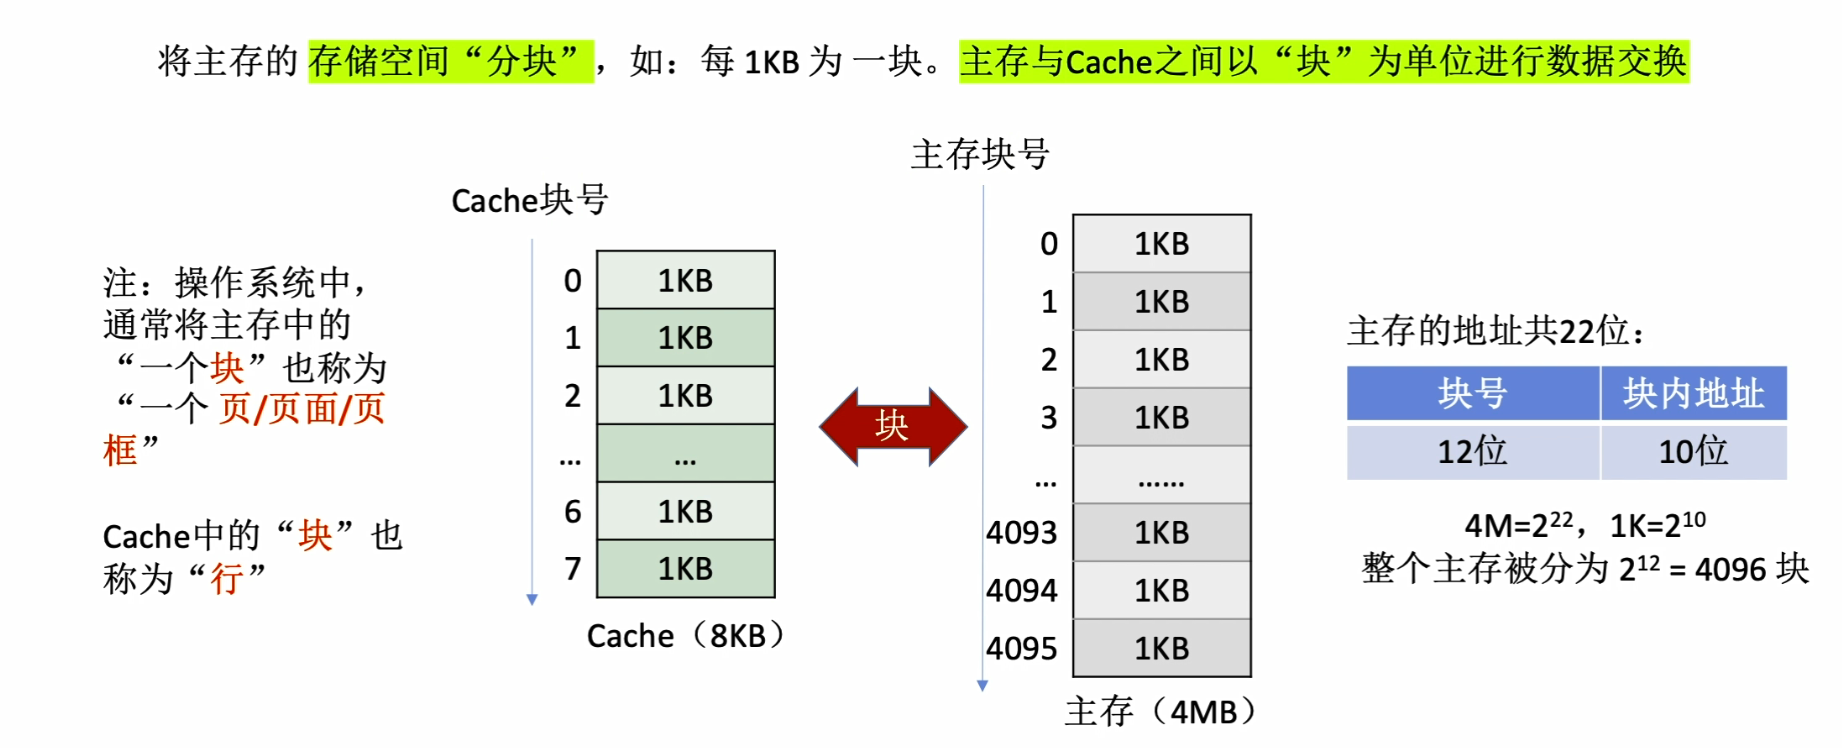 将主存的 存储空间“分块”，如：每 1KB 为 一块。主存与Cache之间以“块”为单位进行数据交换
主存块号
Cache块号
注：操作系统中，
通常将主存中的
“一个块”也称为
“一个 页/页面/页
框”
Cache中的“块”也
称为“行”
0 1KB
1 1KB
2 1KB
... ...
6 1KB
7 1KB
Cache（8KB）
块
0 1KB
1 1KB
2 1KB
3 1KB
... ......
4093 1KB
4094 1KB
4095 1KB
主存（4MB）
主存的地址共22位：
块号 块内地址
12位 10位
4M=2²²，1K=2¹⁰
整个主存被分为 2¹² = 4096 块